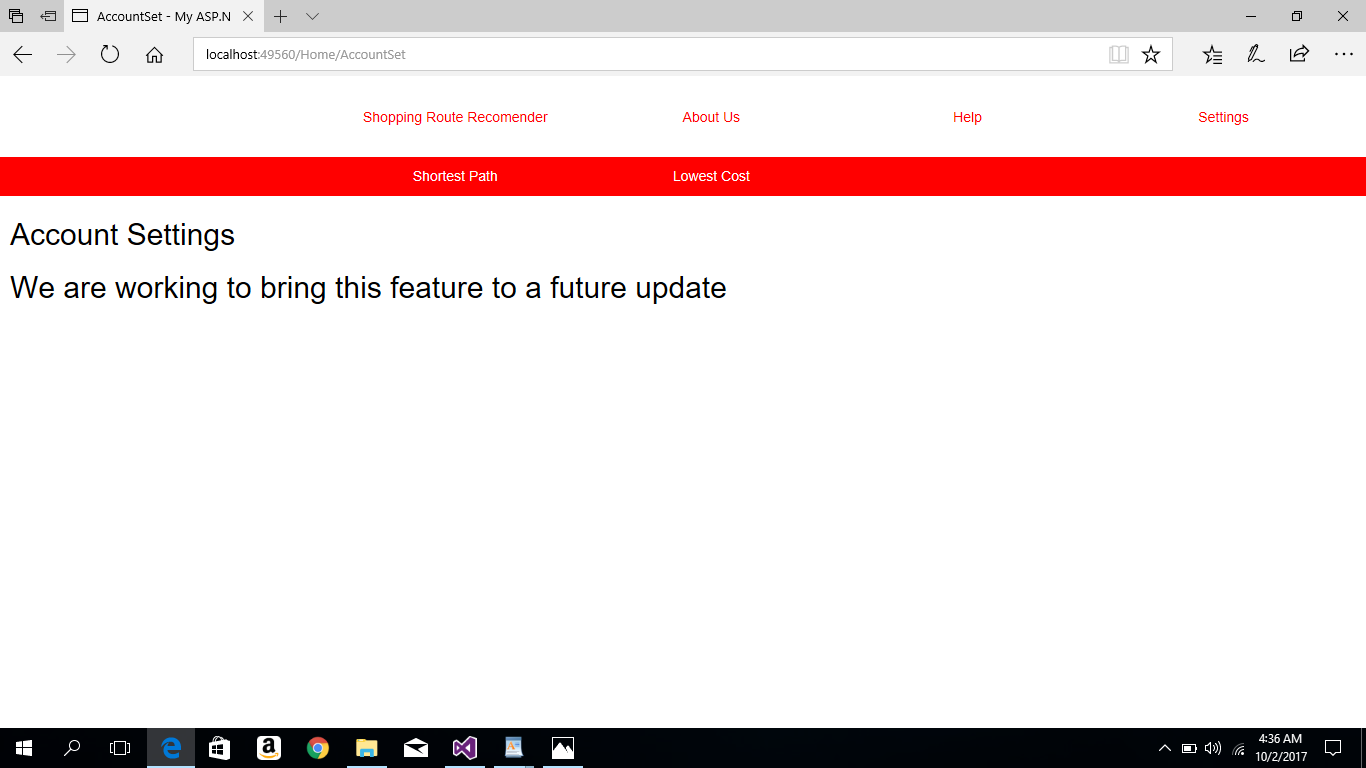 AccountSet - My ASP.N
localhost:49560/Home/AccountSet
Shopping Route Recomender About Us Help Settings
Shortest Path Lowest Cost
Account Settings
We are working to bring this feature to a future update
4:36 AM
10/2/2017